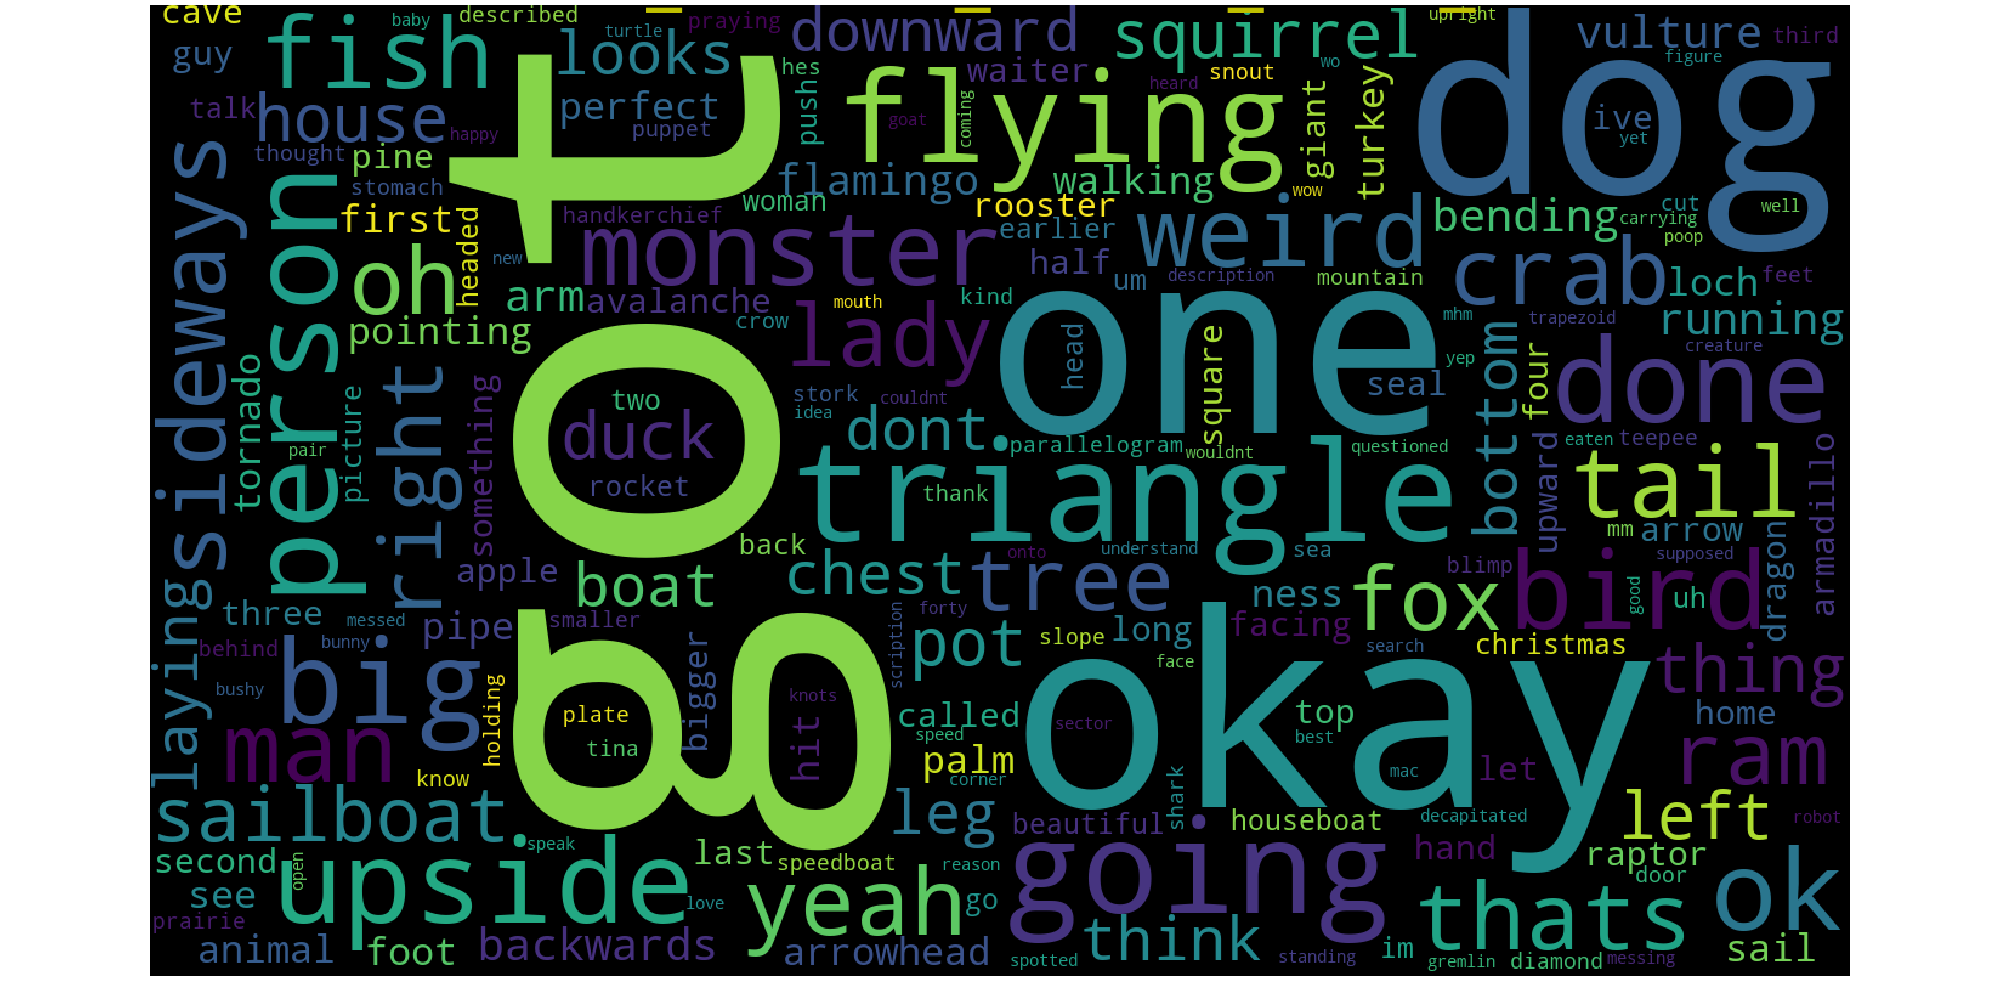 cave
described
baby
praying
downward
squirrel
upright
vulture
third
guy
fish
turtle
looks
hes
waiter
snout
wo
figure
dog
talk
house
happy
perfect
puppet
push
flying
goat
heard
coming
giant
turkey
ive
yet
thought
pine
stomach
flamingo
walking
wow
sideways
person
first
headed
got
handkerchief
woman
rooster
earlier
weird
bending
cut
carrying
well
poop
oh
new
monster
half
um
description
mountain
crab
loch
feet
arm
avalanche
mouth
kind
one
trapezoid
pointing
crow
lady
mhm
running
creature
tornado
right
something
two
stork
couldnt
head
square
yep
seal
bottom
four
done
picture
pair
duck
idea
dont
parallelogram
wouldnt
questioned
eaten
teepee
upward
tail
armadillo
rocket
triangle
thank
mm
arrow
back
onto
understand
sea
blimp
supposed
dragon
apple
boat
chest
tree
ness
fox
bird
good
uh
laying
three
messed
pipe
smaller
forty
scription
pot
slope
long
facing
search
christmas
behind
bunny
bushy
big
holding
bigger
face
thing
plate
tina
knots
hit
called
speed
sector
okay
top
best
home
man
know
palm
corner
mac
let
ram
sailboat
leg
shark
beautiful
houseboat
decapitated
left
robot
second
open
speak
last
speedboat
reason
going
hand
raptor
door
see
upside
love
yeah
go
thats
ok
prairie
animal
foot
backwards
arrowhead
spotted
think
standing
im
gremlin
diamond
messing
sail